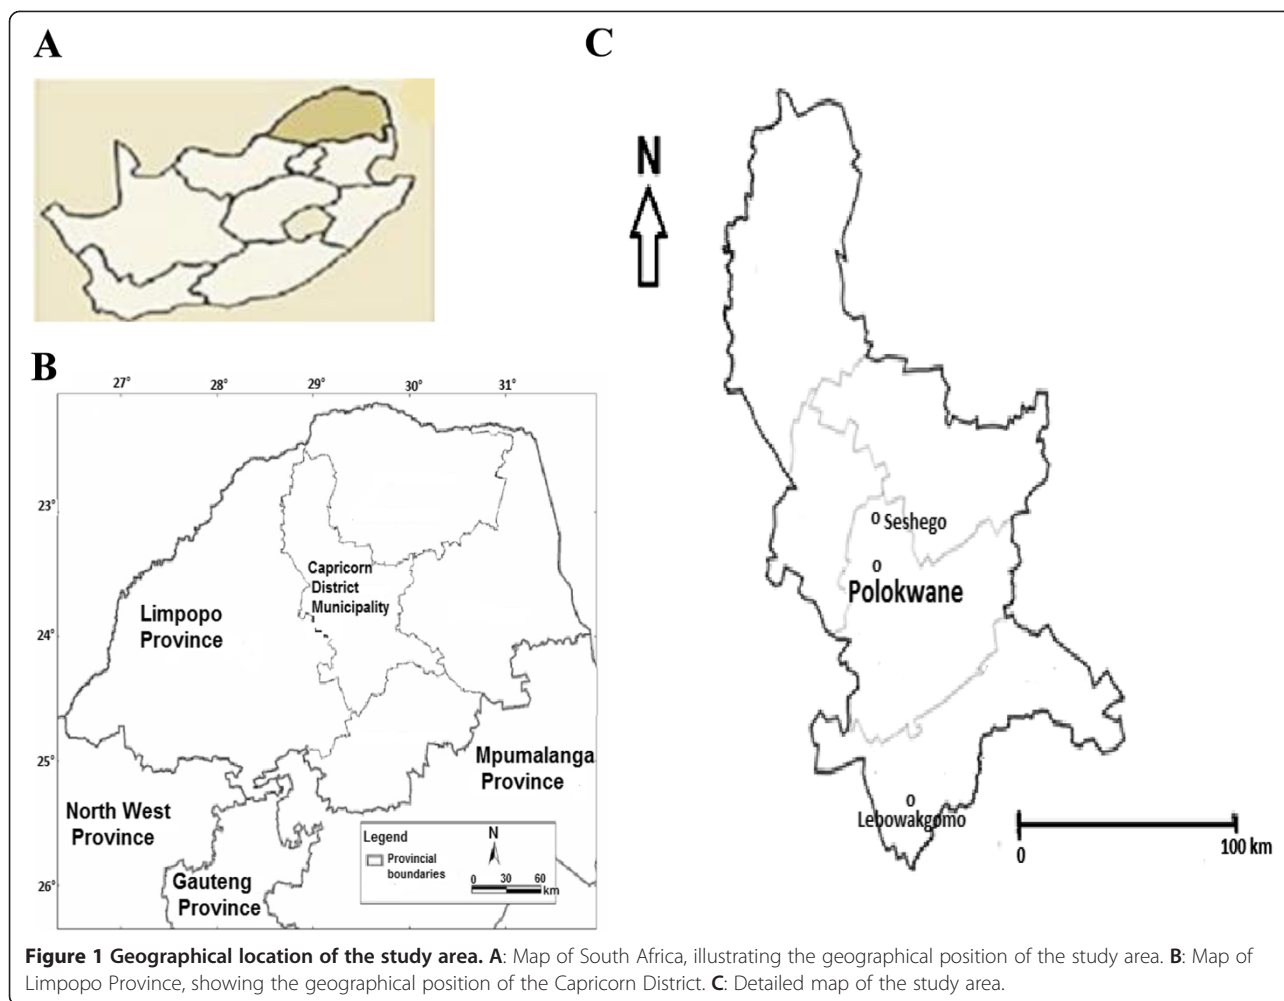 A
C
N
B
27°
28°
29°
30°
31°
23°
24°
25°
26°
Capricorn
District
Municipality
Limpopo
Province
Mpumalanga
Province
North West
Province
Gauteng
Province
Legend
Provincial
boundaries
N
0 30 60
km
Seshego
Polokwane
Lebowakgomo
0
100 km
Figure 1 Geographical location of the study area. A: Map of South Africa, illustrating the geographical position of the study area. B: Map of
Limpopo Province, showing the geographical position of the Capricorn District. C: Detailed map of the study area.